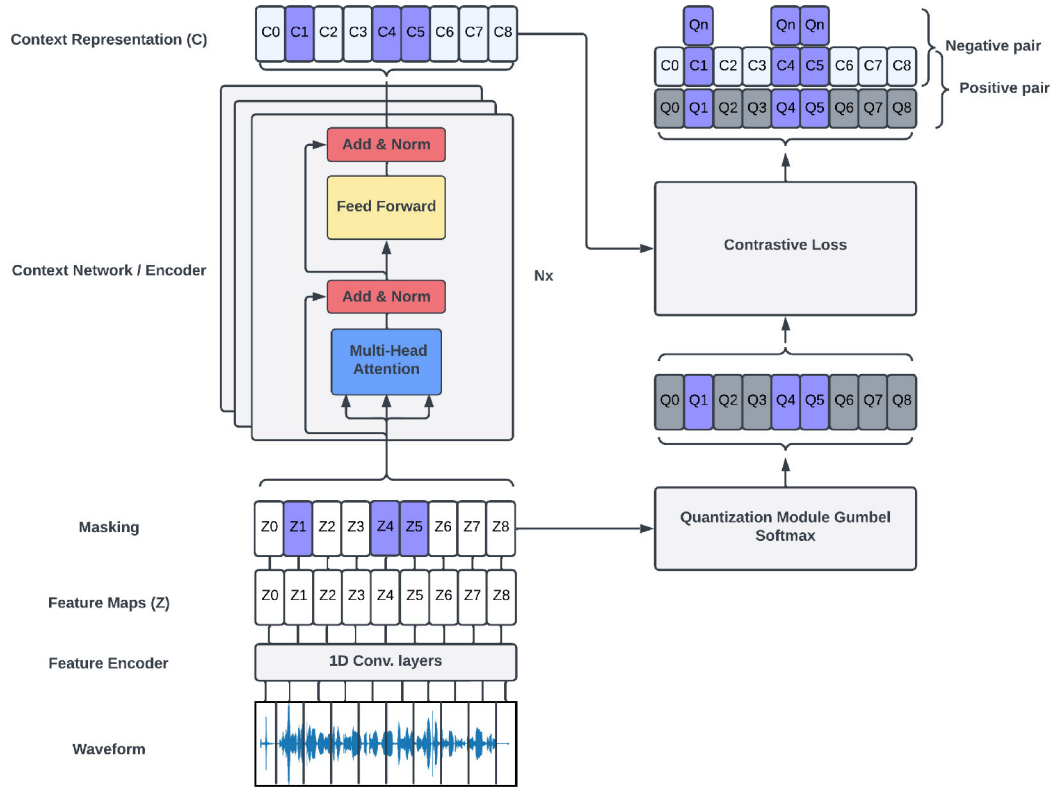 Context Representation (C)
C0 C1 C2 C3 C4 C5 C6 C7 C8
Qn Qn Qn
C0 C1 C2 C3 C4 C5 C6 C7 C8
Q0 Q1 Q2 Q3 Q4 Q5 Q6 Q7 Q8
Negative pair
Positive pair
Add & Norm
Feed Forward
Add & Norm
Multi-Head
Attention
Context Network / Encoder
Nx
Contrastive Loss
Q0 Q1 Q2 Q3 Q4 Q5 Q6 Q7 Q8
Quantization Module Gumbel
Softmax
Masking
Z0 Z1 Z2 Z3 Z4 Z5 Z6 Z7 Z8
Feature Maps (Z)
Z0 Z1 Z2 Z3 Z4 Z5 Z6 Z7 Z8
Feature Encoder
1D Conv. layers
Waveform